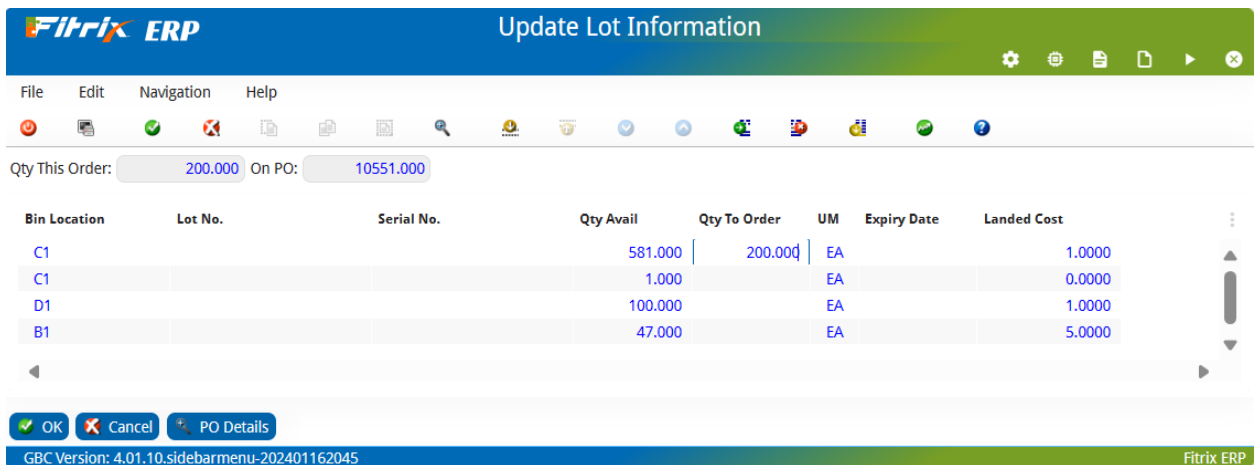 Fitrix ERP
Update Lot Information
File Edit Navigation Help
Qty This Order: 200.000 On PO: 10551.000
Bin Location Lot No. Serial No. Qty Avail Qty To Order UM Expiry Date Landed Cost
C1 581.000 200.000 EA 1.0000
C1 1.000 EA 0.0000
D1 100.000 EA 1.0000
B1 47.000 EA 5.0000
OK Cancel PO Details
GBC Version: 4.01.10.sidebarmenu-202401162045 Fitrix ERP